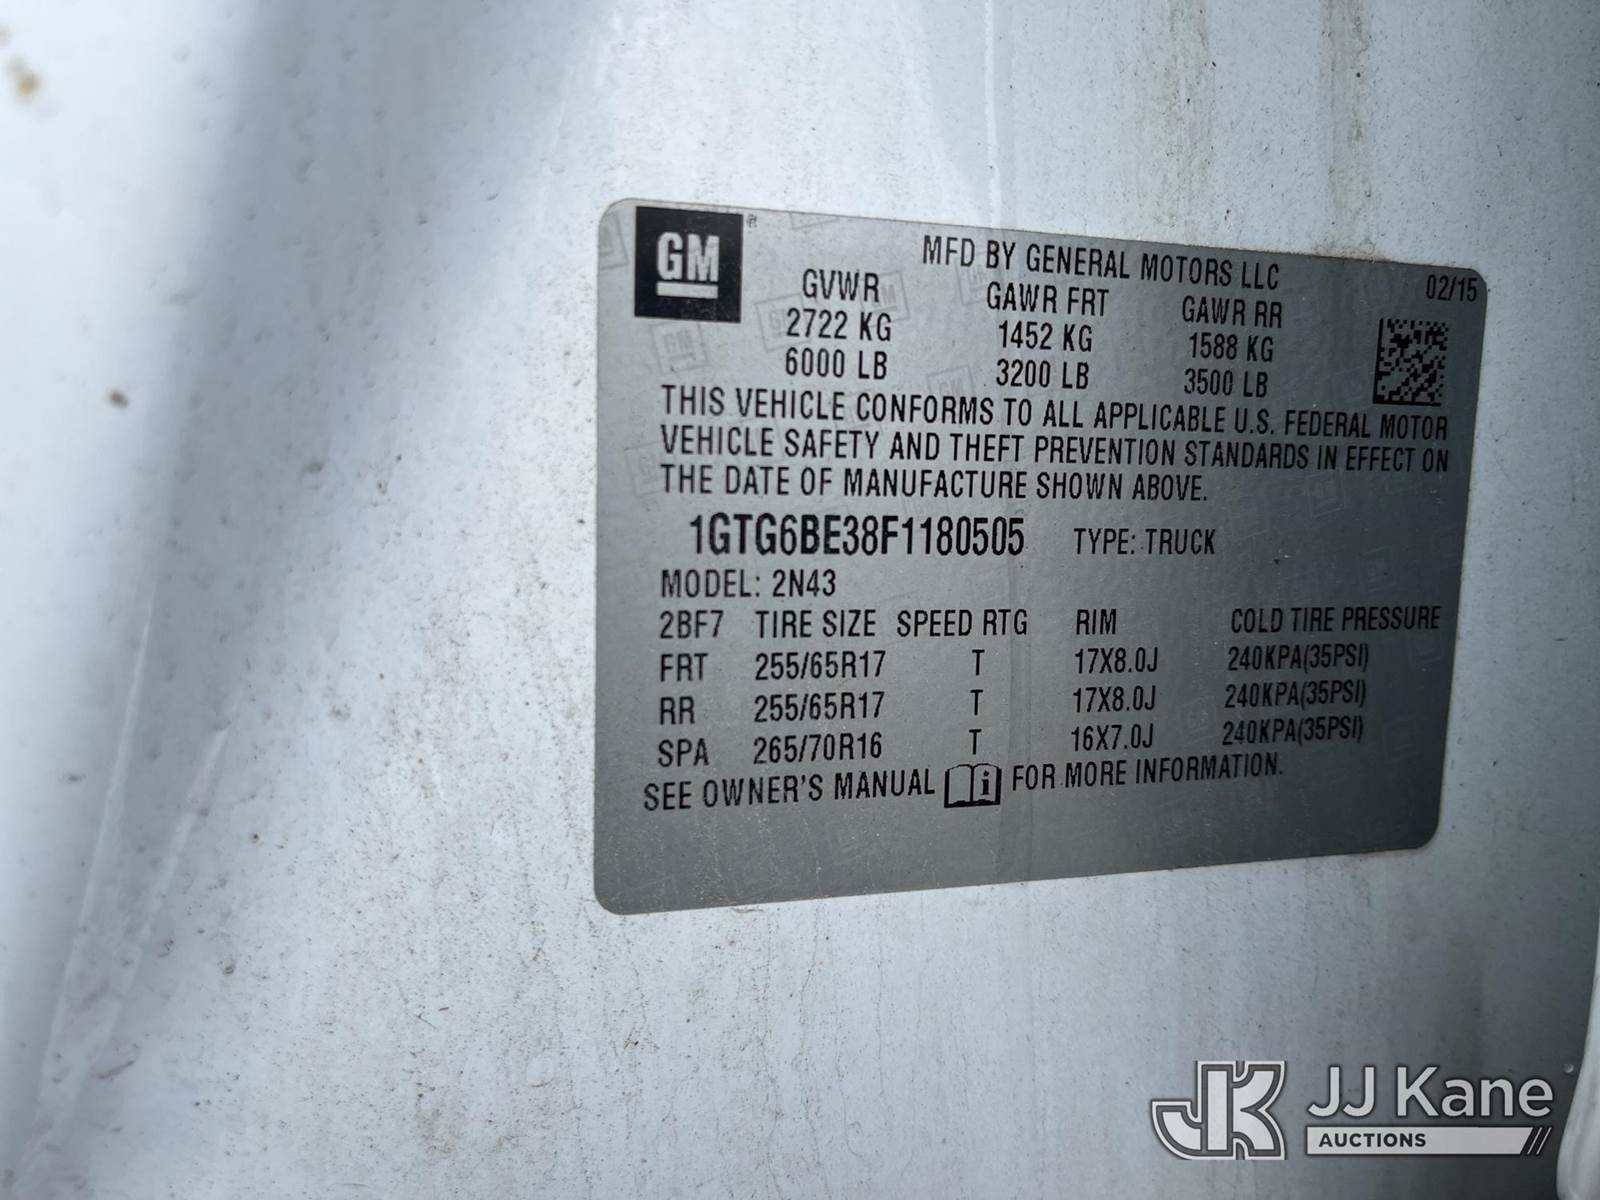 GM
MFD BY GENERAL MOTORS LLC
02/15
GVWR GAWR FRT GAWR RR
2722 KG 1452 KG 1588 KG
6000 LB 3200 LB 3500 LB
THIS VEHICLE CONFORMS TO ALL APPLICABLE U.S. FEDERAL MOTOR
VEHICLE SAFETY AND THEFT PREVENTION STANDARDS IN EFFECT ON
THE DATE OF MANUFACTURE SHOWN ABOVE.
1GTG6BE38F1180505 TYPE: TRUCK
MODEL: 2N43
2BF7 TIRE SIZE SPEED RTG RIM COLD TIRE PRESSURE
FRT 255/65R17 T 17X8.0J 240KPA(35PSI)
RR 255/65R17 T 17X8.0J 240KPA(35PSI)
SPA 265/70R16 T 16X7.0J 240KPA(35PSI)
SEE OWNER'S MANUAL FOR MORE INFORMATION.
JK JJ Kane
AUCTIONS